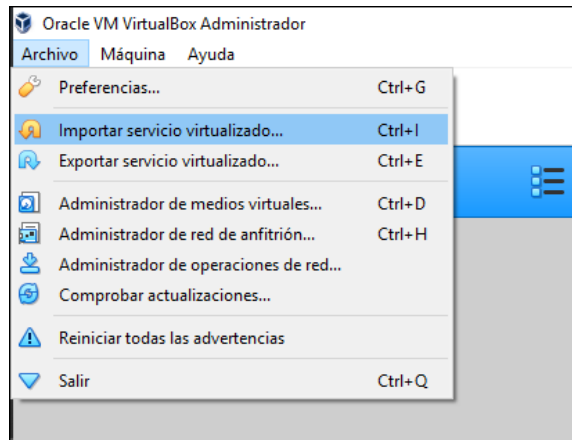 Oracle VM VirtualBox Administrador
Archivo Máquina Ayuda
Preferencias... Ctrl+G
Importar servicio virtualizado... Ctrl+I
Exportar servicio virtualizado... Ctrl+E
Administrador de medios virtuales... Ctrl+D
Administrador de red de anfitrión... Ctrl+H
Administrador de operaciones de red...
Comprobar actualizaciones...
Reiniciar todas las advertencias
Salir Ctrl+Q